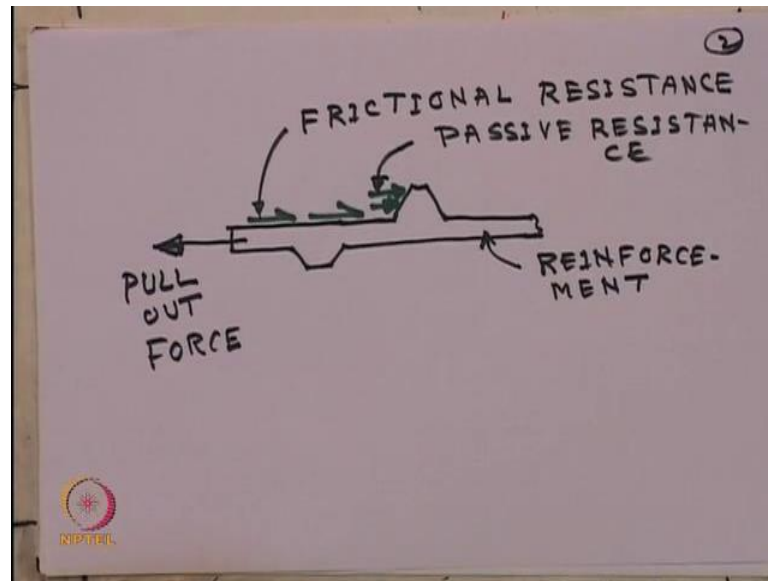 2
FRICTIONAL RESISTANCE
PASSIVE RESISTAN-
CE
REINFORCE-
MENT
PULL
OUT
FORCE
NPTEL